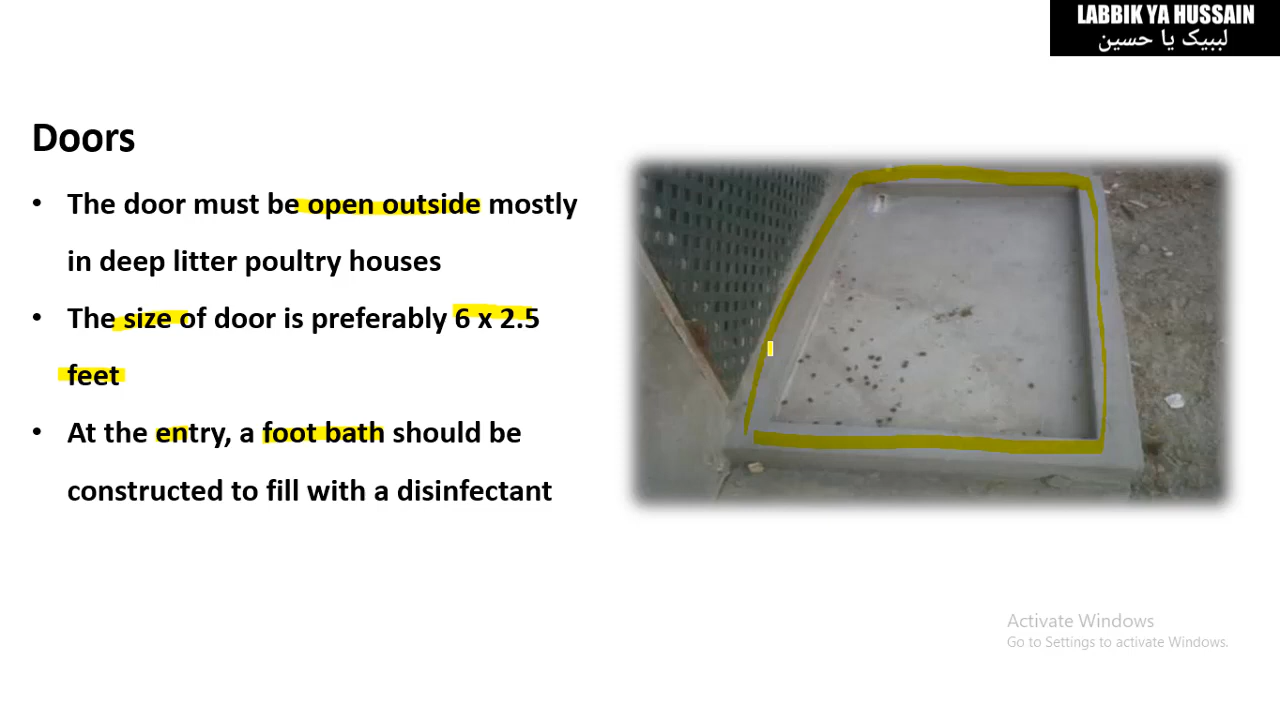 LABBIK YA HUSSAIN
لبیک یا حسین
Doors
• The door must be open outside mostly
in deep litter poultry houses
• The size of door is preferably 6 x 2.5
feet
• At the entry, a foot bath should be
constructed to fill with a disinfectant
Activate Windows
Go to Settings to activate Windows.